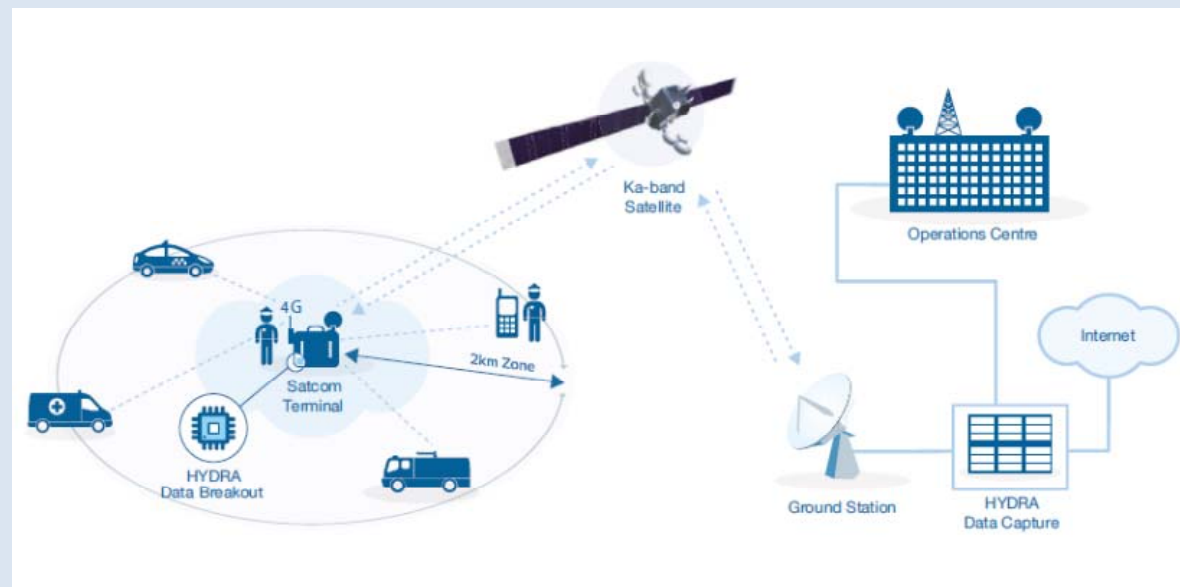 Ka-band
Satellite
Operations Centre
4G
2km Zone
Satcom
Terminal
Internet
HYDRA
Data Breakout
Ground Station
HYDRA
Data Capture